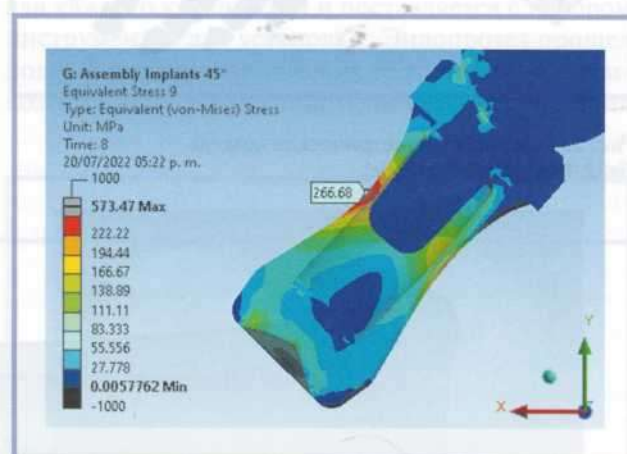 G: Assembly Implants 45°
Equivalent Stress 9
Type: Equivalent (von-Mises) Stress
Unit: MPa
Time: 8
20/07/2022 05:22 p. m.
1000
573.47 Max
222.22
194.44
166.67
138.89
111.11
83.333
55.556
27.778
0.0057762 Min
-1000
266.68
Y
X